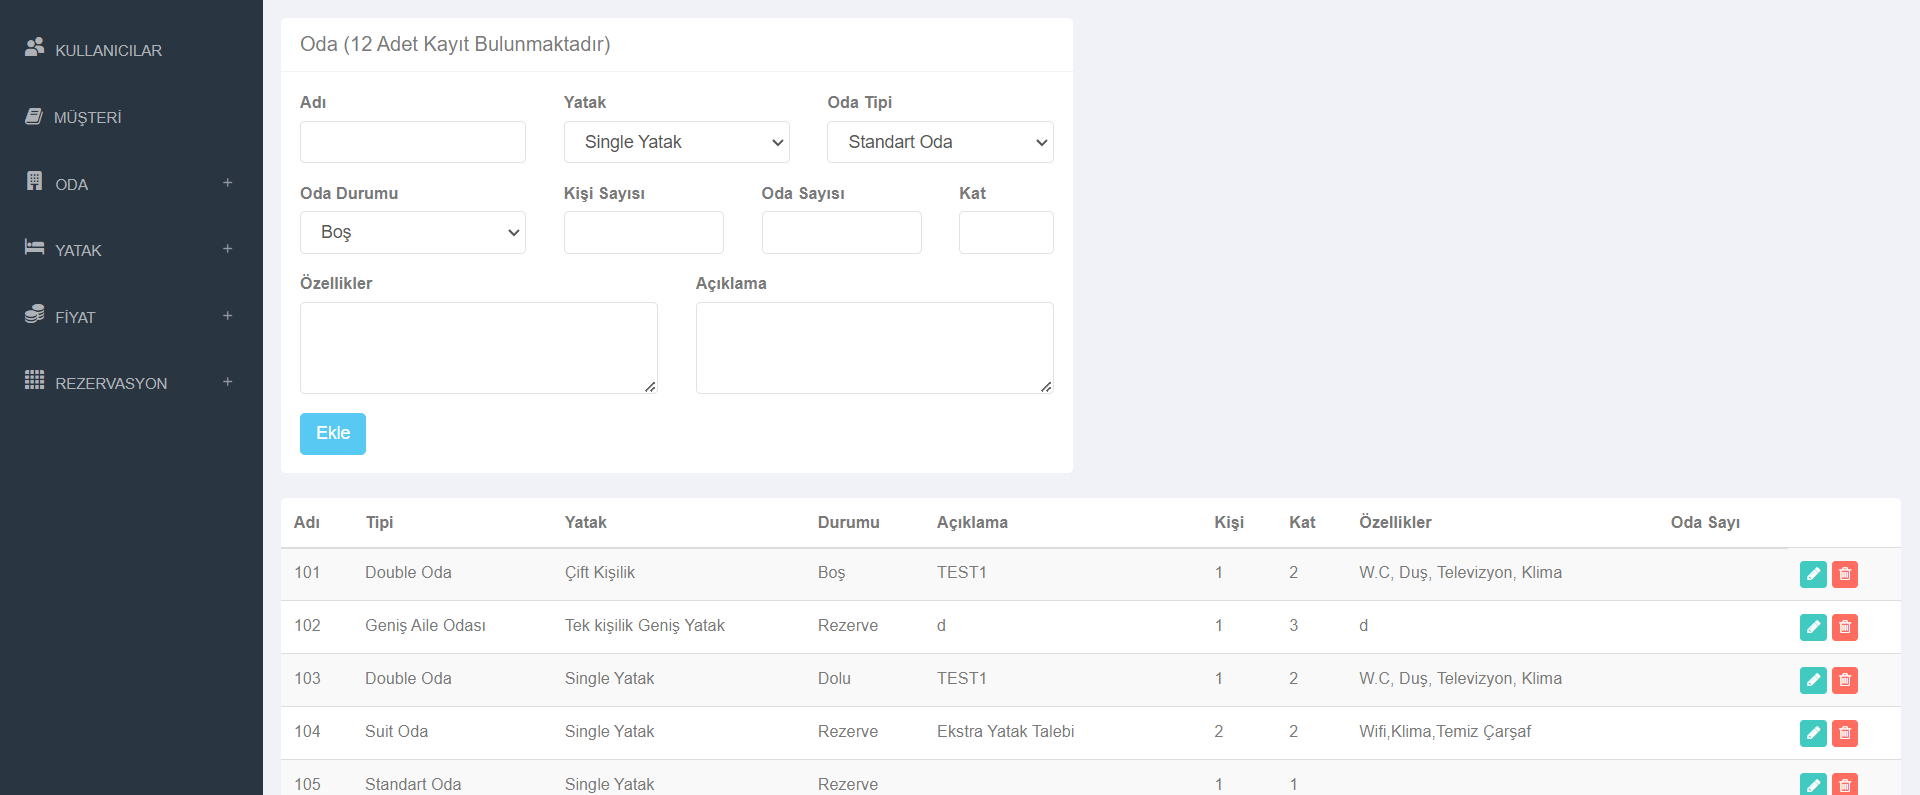 KULLANICILAR
MÜŞTERİ
ODA +
YATAK +
FİYAT +
REZERVASYON +
Oda (12 Adet Kayıt Bulunmaktadır)
Adı Yatak Oda Tipi
Single Yatak Standart Oda
Oda Durumu Kişi Sayısı Oda Sayısı Kat
Boş
Özellikler Açıklama
Ekle
Adı Tipi Yatak Durumu Açıklama Kişi Kat Özellikler Oda Sayı
101 Double Oda Çift Kişilik Boş TEST1 1 2 W.C, Duş, Televizyon, Klima
102 Geniş Aile Odası Tek kişilik Geniş Yatak Rezerve d 1 3 d
103 Double Oda Single Yatak Dolu TEST1 1 2 W.C, Duş, Televizyon, Klima
104 Suit Oda Single Yatak Rezerve Ekstra Yatak Talebi 2 2 Wifi,Klima,Temiz Çarşaf
105 Standart Oda Single Yatak Rezerve 1 1